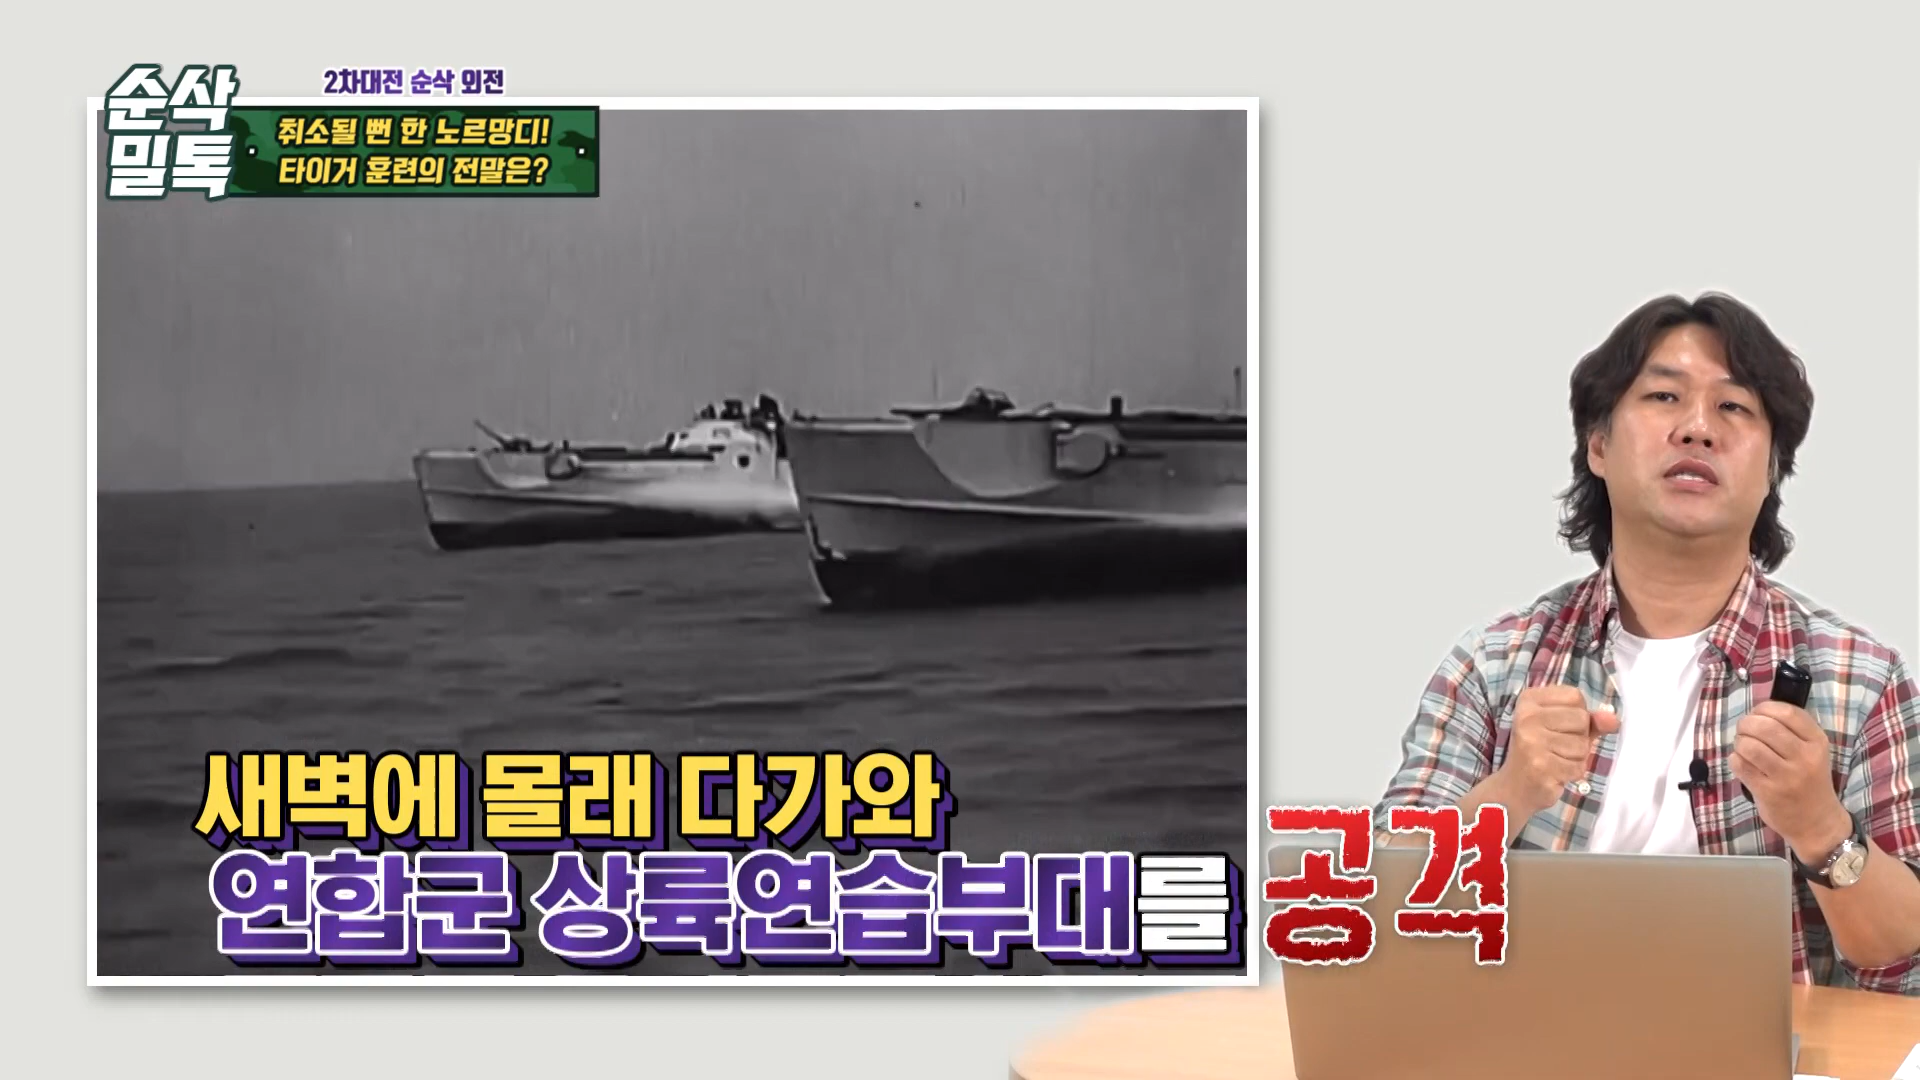 순삭
밀톡
2차대전 순삭 외전
취소될 뻔 한 노르망디!
타이거 훈련의 전말은?
새벽에 몰래 다가와
연합군 상륙연습부대를 공격